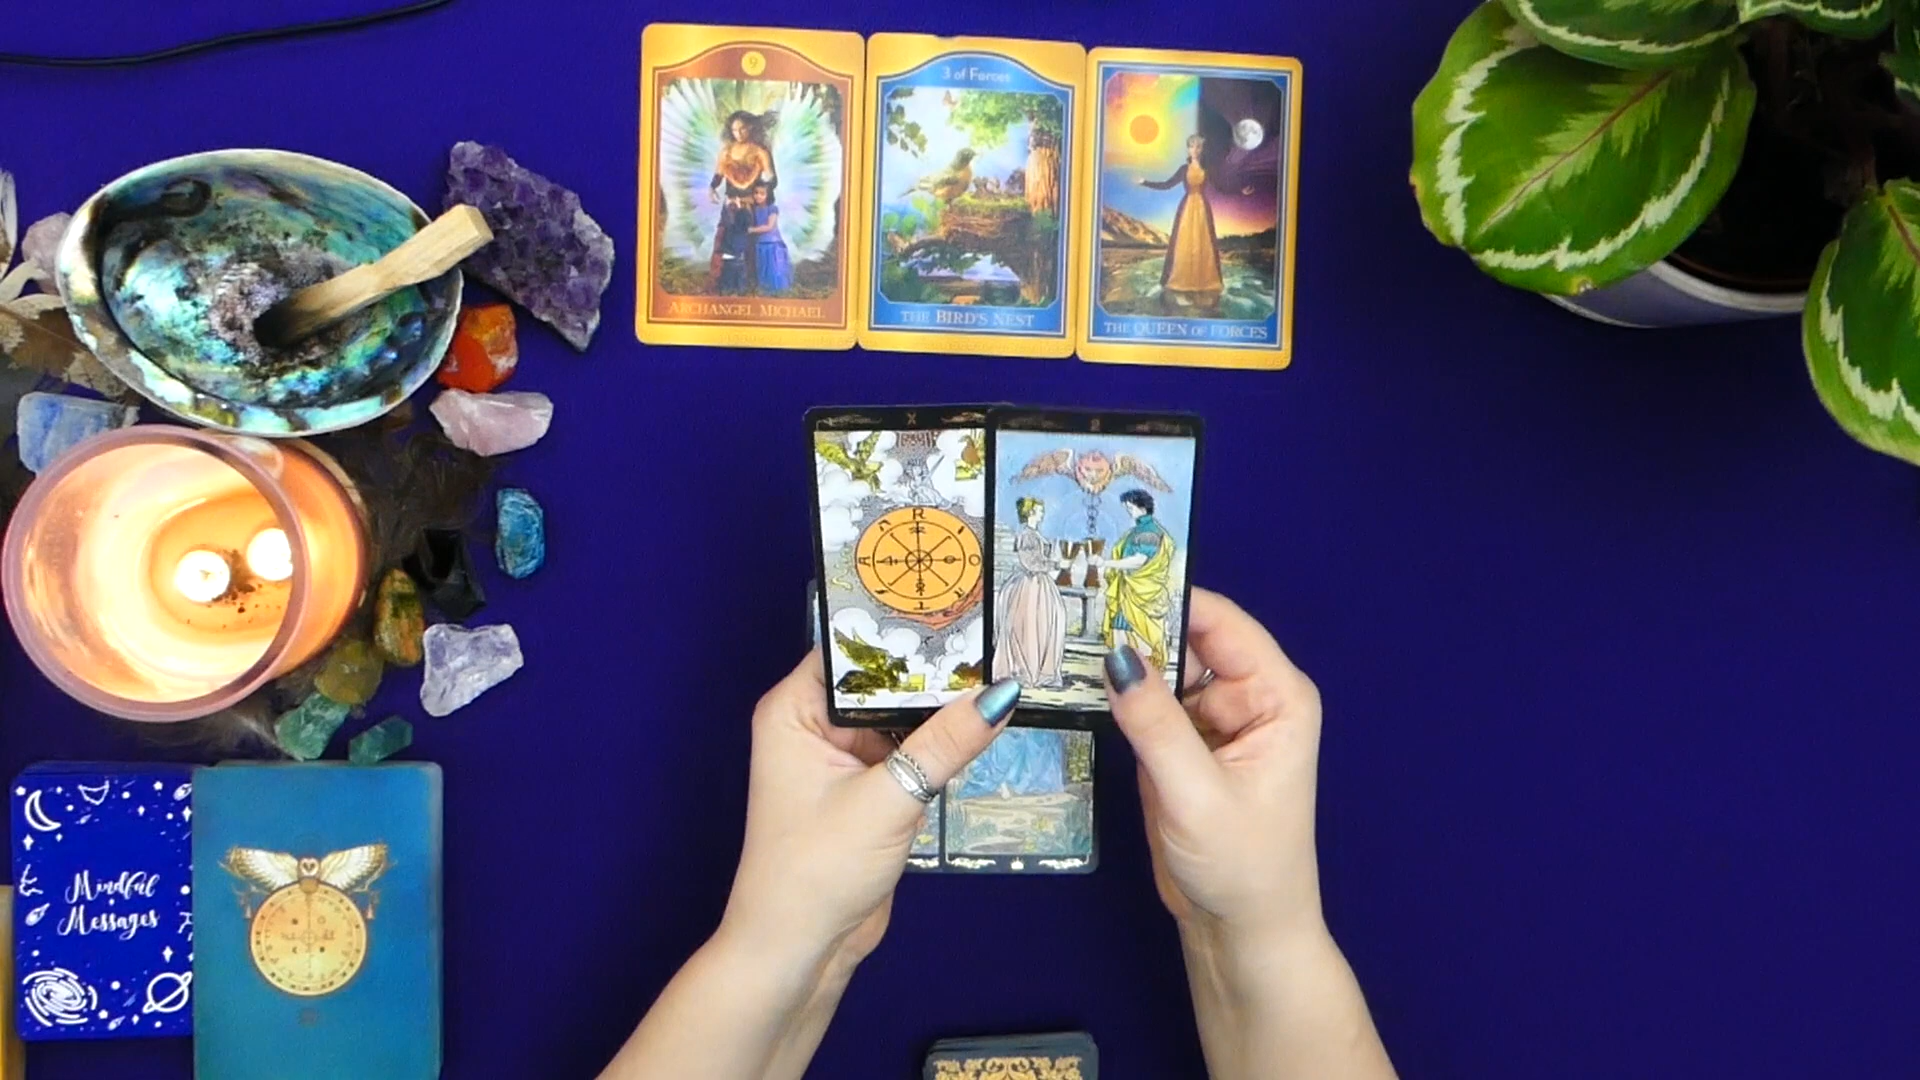 9
ARCHANGEL MICHAEL
3 of Forces
THE BIRD'S NEST
THE QUEEN OF FORCES
X
R
O
T
A
Mindful
Messages